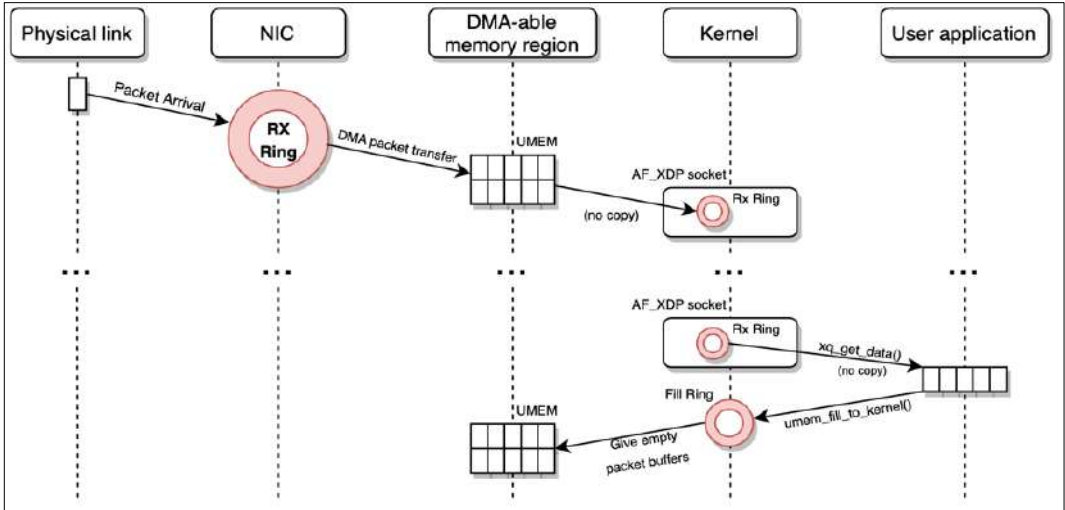 Physical link
NIC
DMA-able
memory region
Kernel
User application
Packet Arrival
RX
Ring
DMA packet transfer
UMEM
(no copy)
AF_XDP socket
Rx Ring
...
...
...
...
...
AF_XDP socket
Rx Ring
xq_get_data()
(no copy)
Fill Ring
umem_fill_to_kernel()
UMEM
Give empty
packet buffers